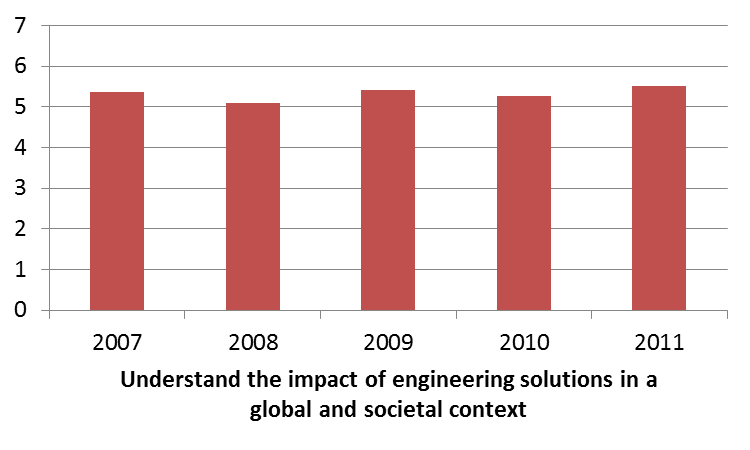 7
6
5
4
3
2
1
0
2007 2008 2009 2010 2011
Understand the impact of engineering solutions in a
global and societal context